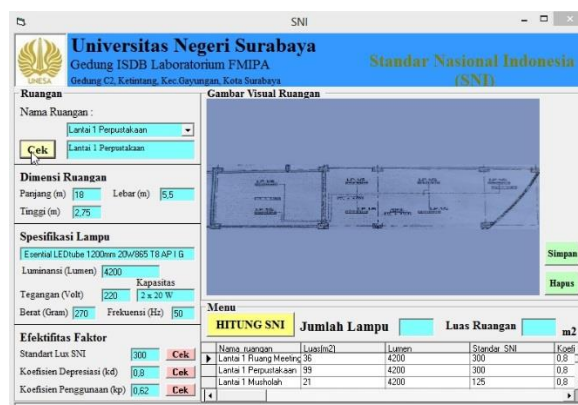 SNI
UNESA
Universitas Negeri Surabaya
Gedung ISDB Laboratorium FMIPA
Gedung C2, Ketintang, Kec.Gayungan, Kota Surabaya
Standar Nasional Indonesia
(SNI)
Ruangan
Nama Ruangan :
Lantai 1 Perpustakaan
Cek
Lantai 1 Perpustakaan
Dimensi Ruangan
Panjang (m) 18 Lebar (m) 5,5
Tinggi (m) 2,75
Spesifikasi Lampu
Esential LEDtube 1200mm 20W865 T8 AP I G
Luminansi (Lumen) 4200
Kapasitas
Tegangan (Volt) 220 2 x 20 W
Berat (Gram) 270 Frekuensi (Hz) 50
Efektifitas Faktor
Standart Lux SNI 300 Cek
Koefisien Depresiasi (kd) 0,8 Cek
Koefisien Penggunaan (kp) 0,62 Cek
Gambar Visual Ruangan
Simpan
Hapus
Menu
HITUNG SNI Jumlah Lampu Luas Ruangan m2
Nama ruangan Luas(m2) Lumen Standar SNI Koefi
Lantai 1 Ruang Meeting 36 4200 300 0,8
Lantai 1 Perpustakaan 99 4200 300 0,8
Lantai 1 Musholah 21 4200 125 0,8